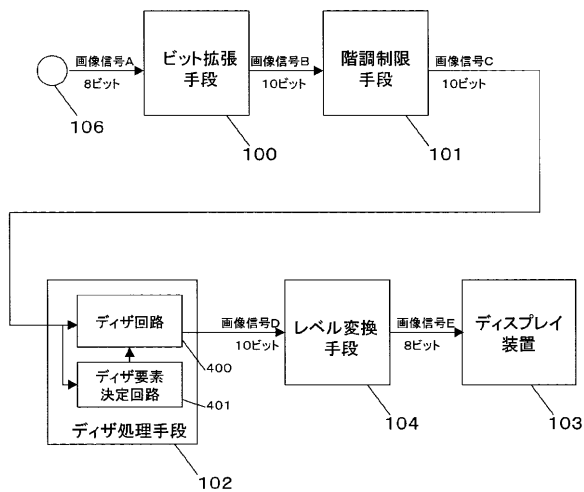 画像信号A
8ビット
106
ビット拡張
手段
100
画像信号B
10ビット
階調制限
手段
101
画像信号C
10ビット
ディザ回路
400
ディザ要素
決定回路
401
ディザ処理手段
102
画像信号D
10ビット
レベル変換
手段
104
画像信号E
8ビット
ディスプレイ
装置
103